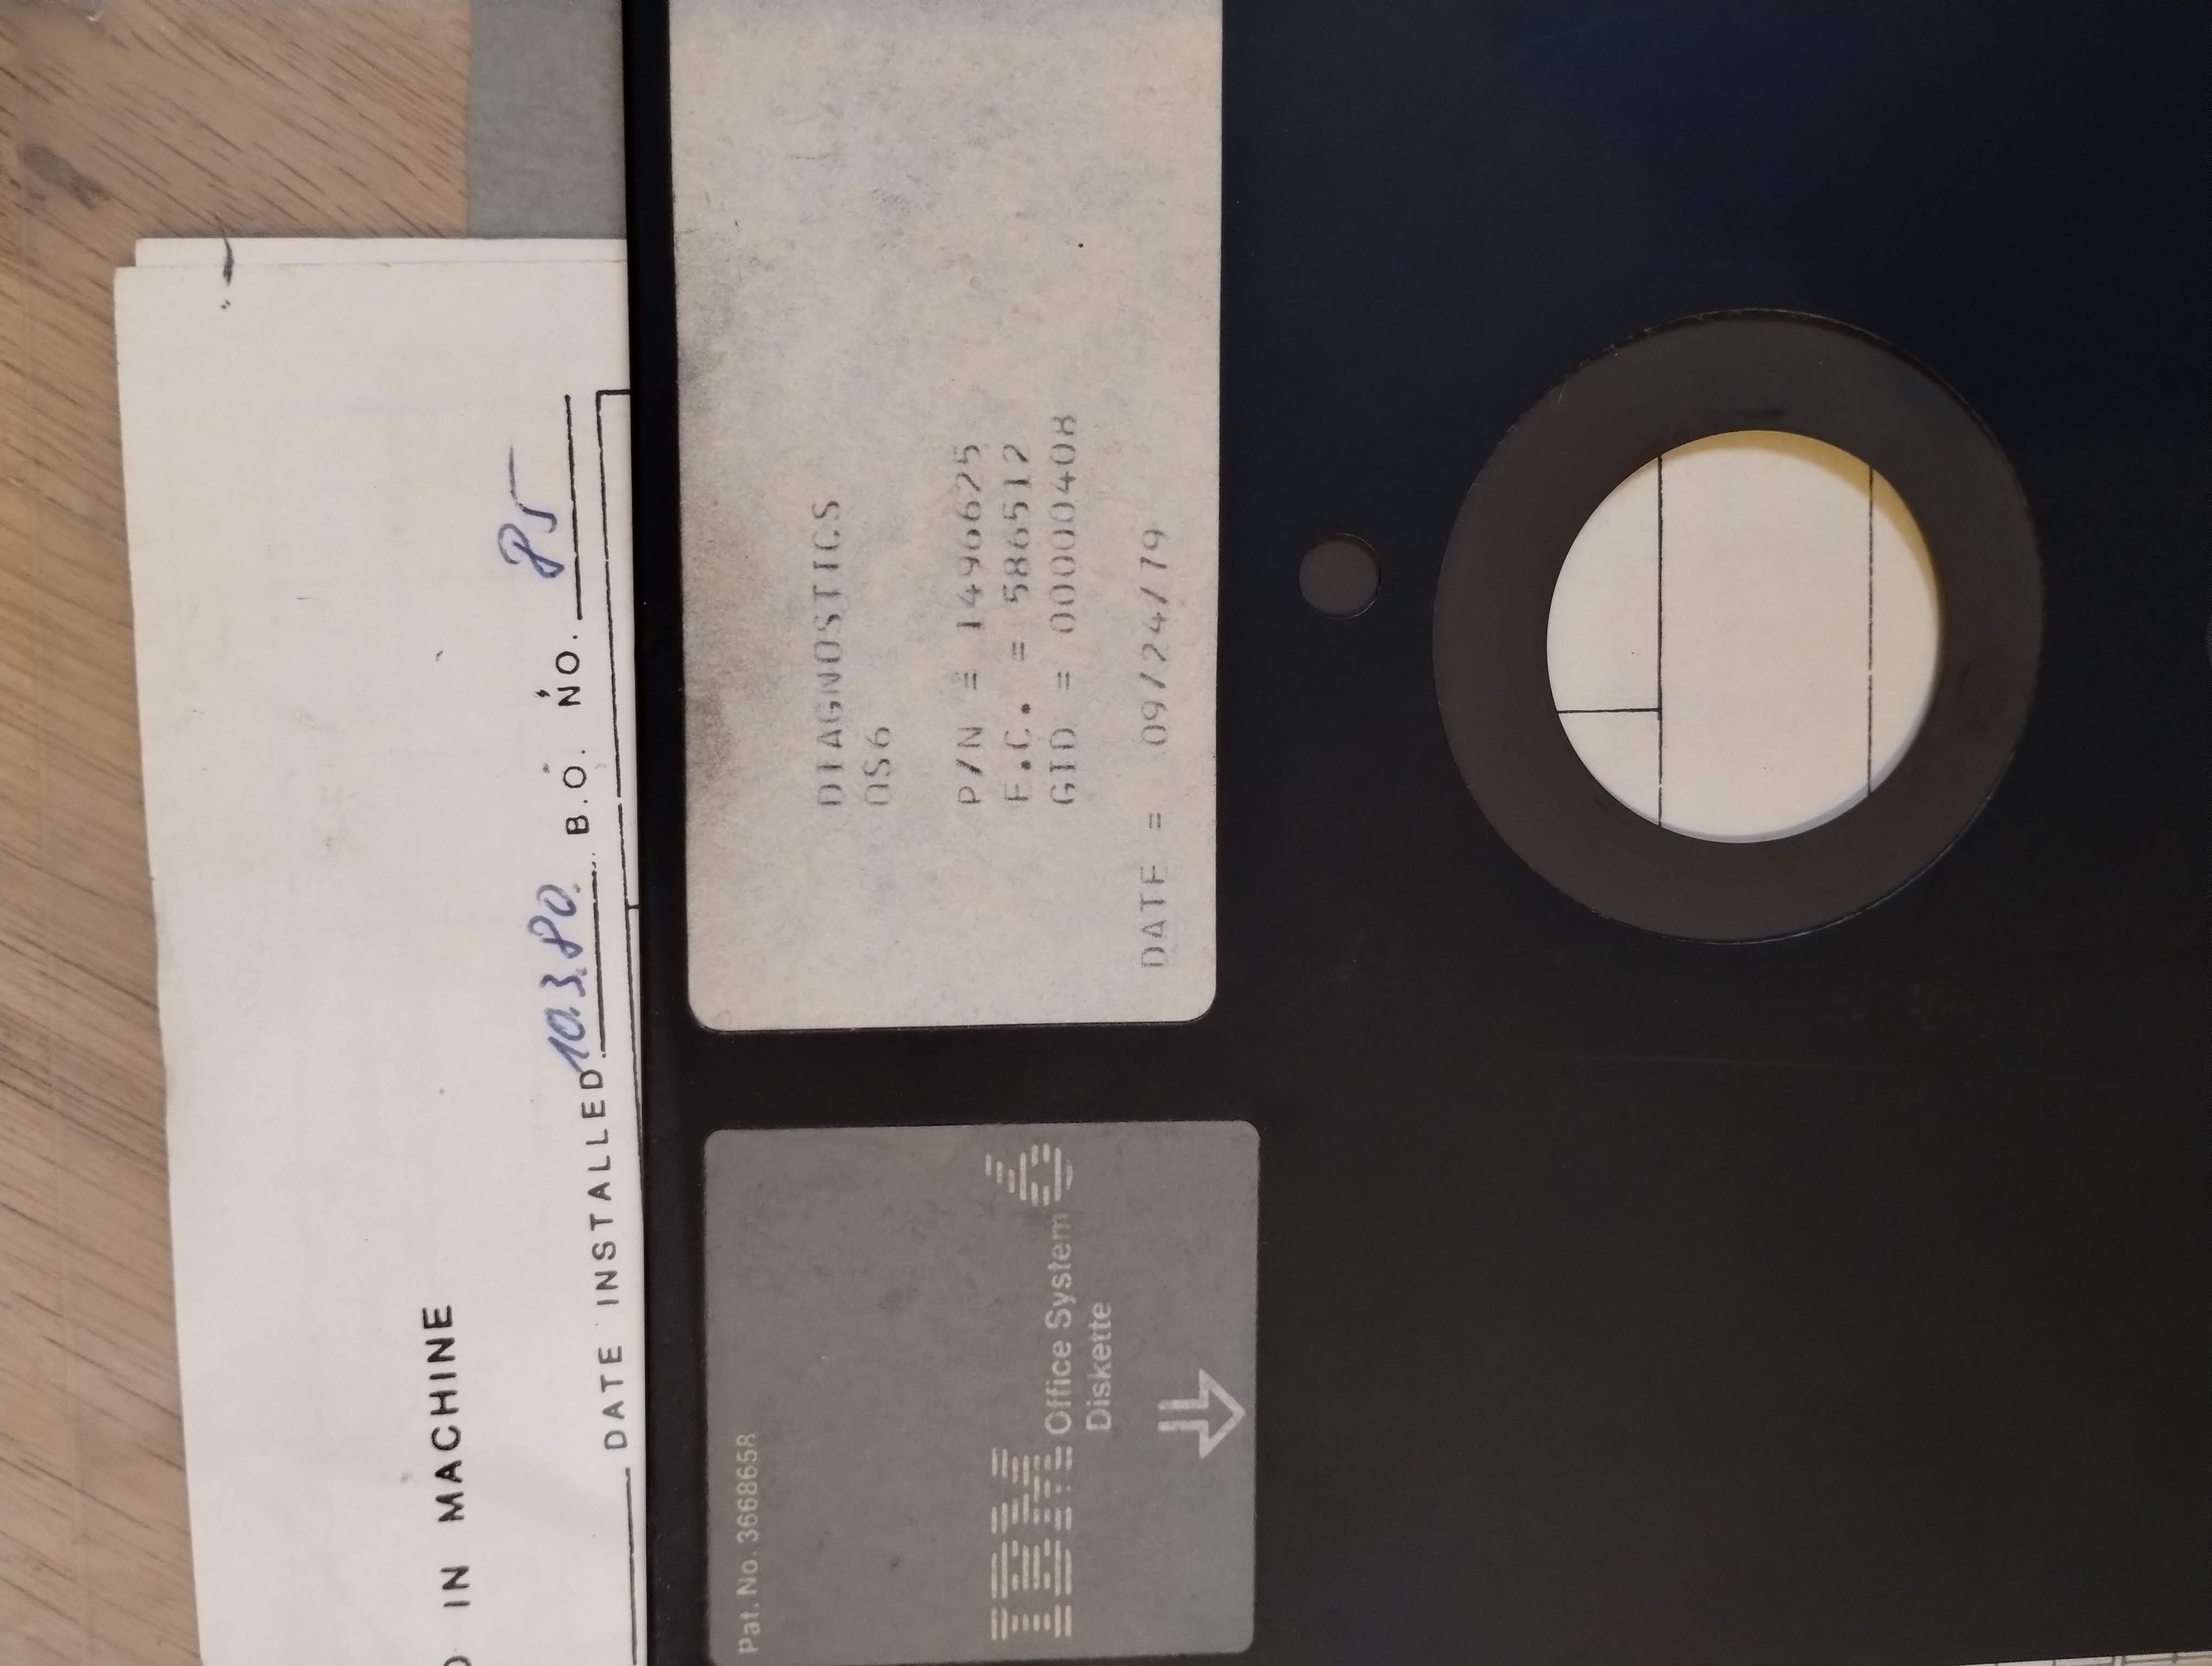 IN MACHINE
DATE INSTALLED 10.3.80. B.O. NO. 85
Pat. No. 3668658
IBM Office System 6
Diskette
DIAGNOSTICS
OS6
P/N = 1496625
E.C. = 586512
GID = 00000408
DATE = 09/24/79